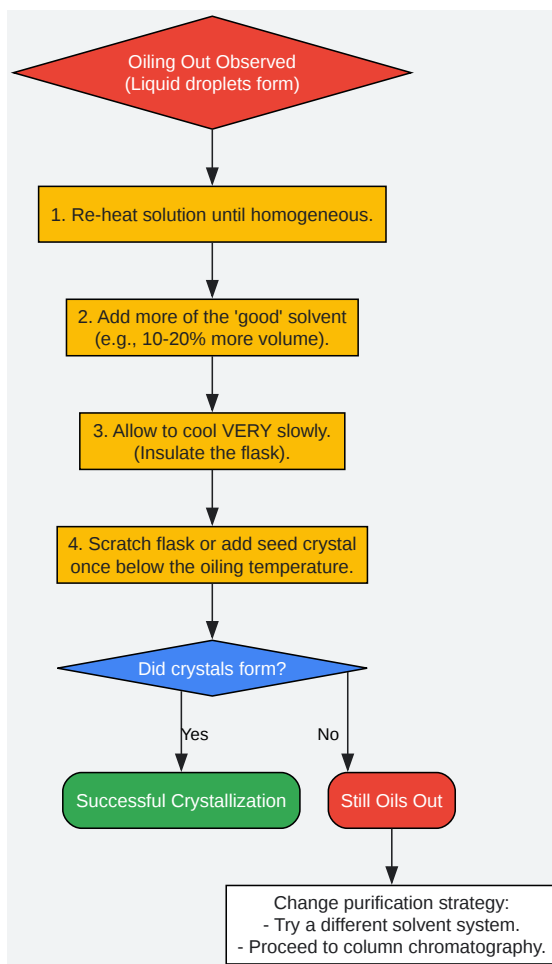 Oiling Out Observed
(Liquid droplets form)
1. Re-heat solution until homogeneous.
2. Add more of the 'good' solvent
(e.g., 10-20% more volume).
3. Allow to cool VERY slowly.
(Insulate the flask).
4. Scratch flask or add seed crystal
once below the oiling temperature.
Did crystals form?
Yes
No
Successful Crystallization
Still Oils Out
Change purification strategy:
- Try a different solvent system.
- Proceed to column chromatography.